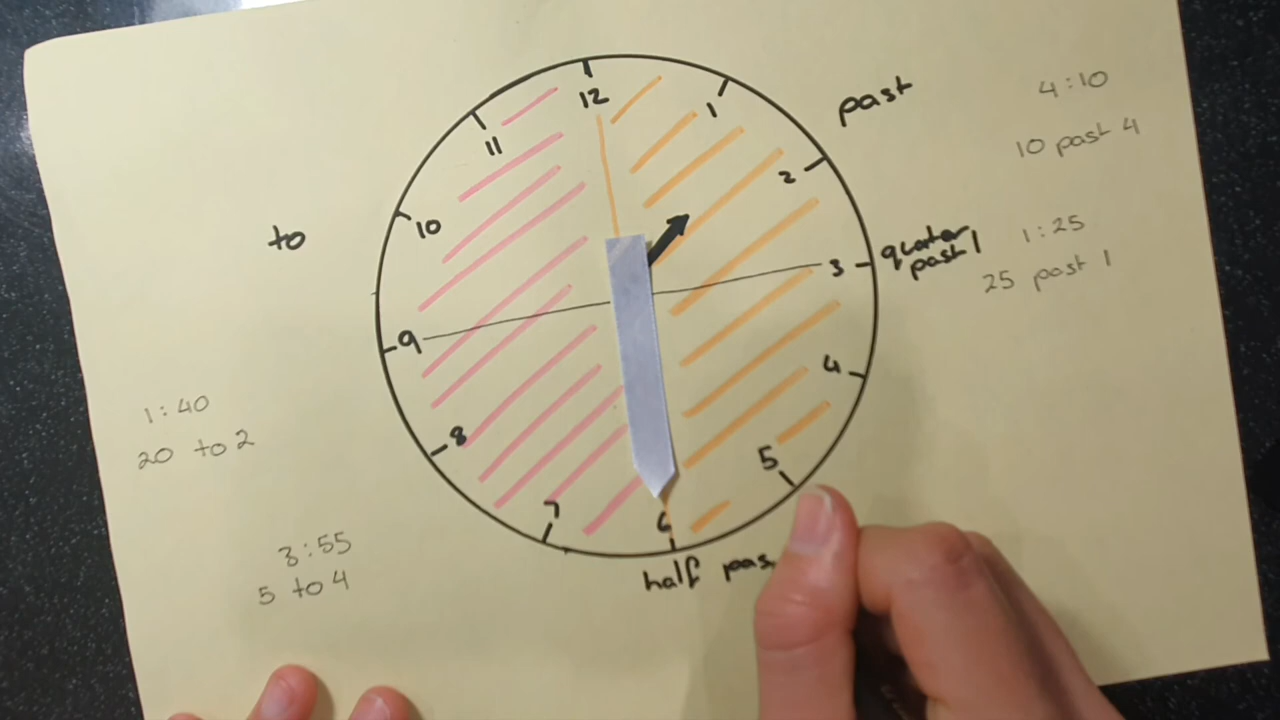 12
1
2
3
4
5
6
7
8
9
10
11
past
4:10
10 past 4
quater
past 1
1:25
25 past 1
to
1:40
20 to 2
3:55
5 to 4
half pas